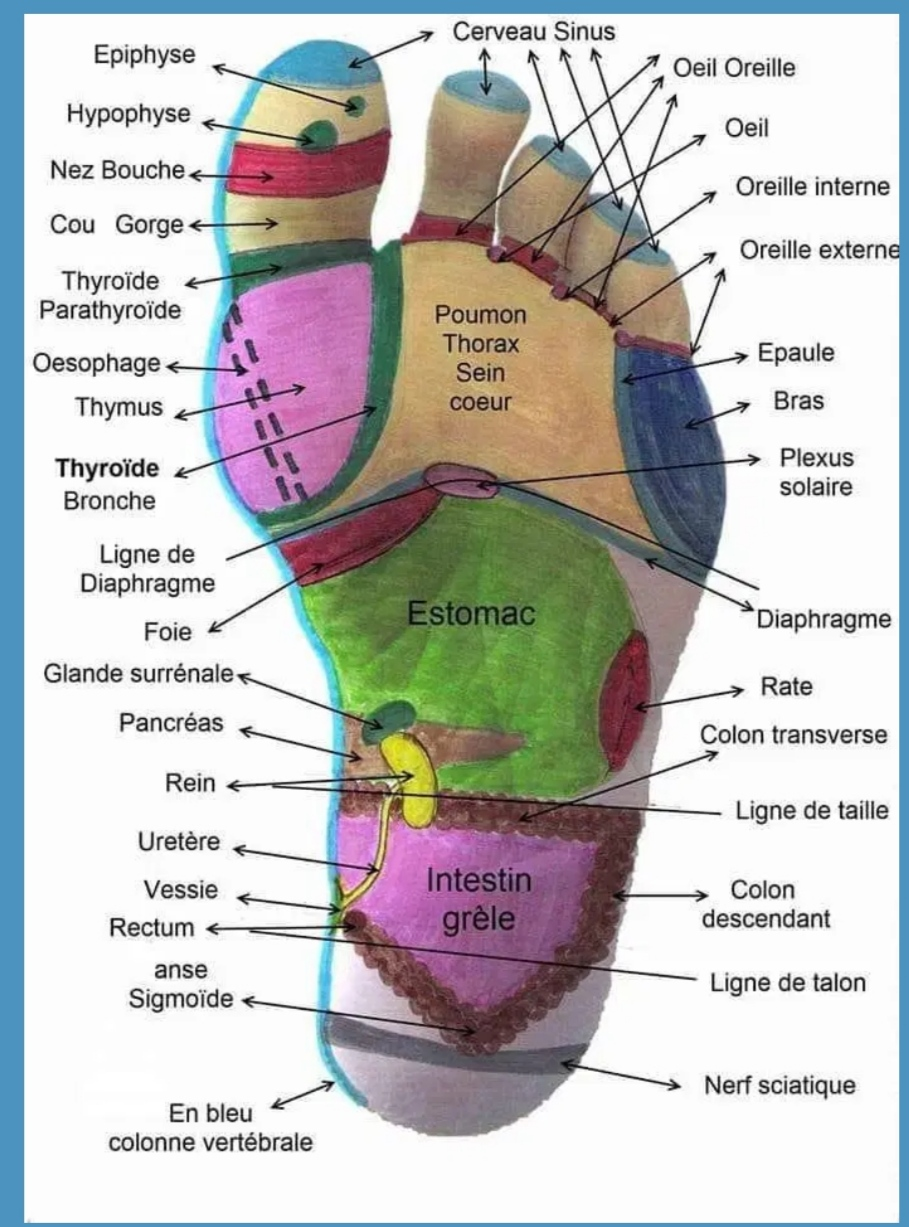 Cerveau Sinus
Epiphyse
Oeil Oreille
Hypophyse
Oeil
Nez Bouche
Oreille interne
Cou Gorge
Oreille externe
Thyroïde
Parathyroïde
Poumon
Thorax
Sein
coeur
Oesophage
Epaule
Thymus
Bras
Thyroïde
Bronche
Plexus
solaire
Ligne de
Diaphragme
Estomac
Foie
Diaphragme
Glande surrénale
Rate
Pancréas
Colon transverse
Rein
Ligne de taille
Uretère
Intestin
grèle
Vessie
Colon
descendant
Rectum
anse
Sigmoïde
Ligne de talon
Nerf sciatique
En bleu
colonne vertébrale